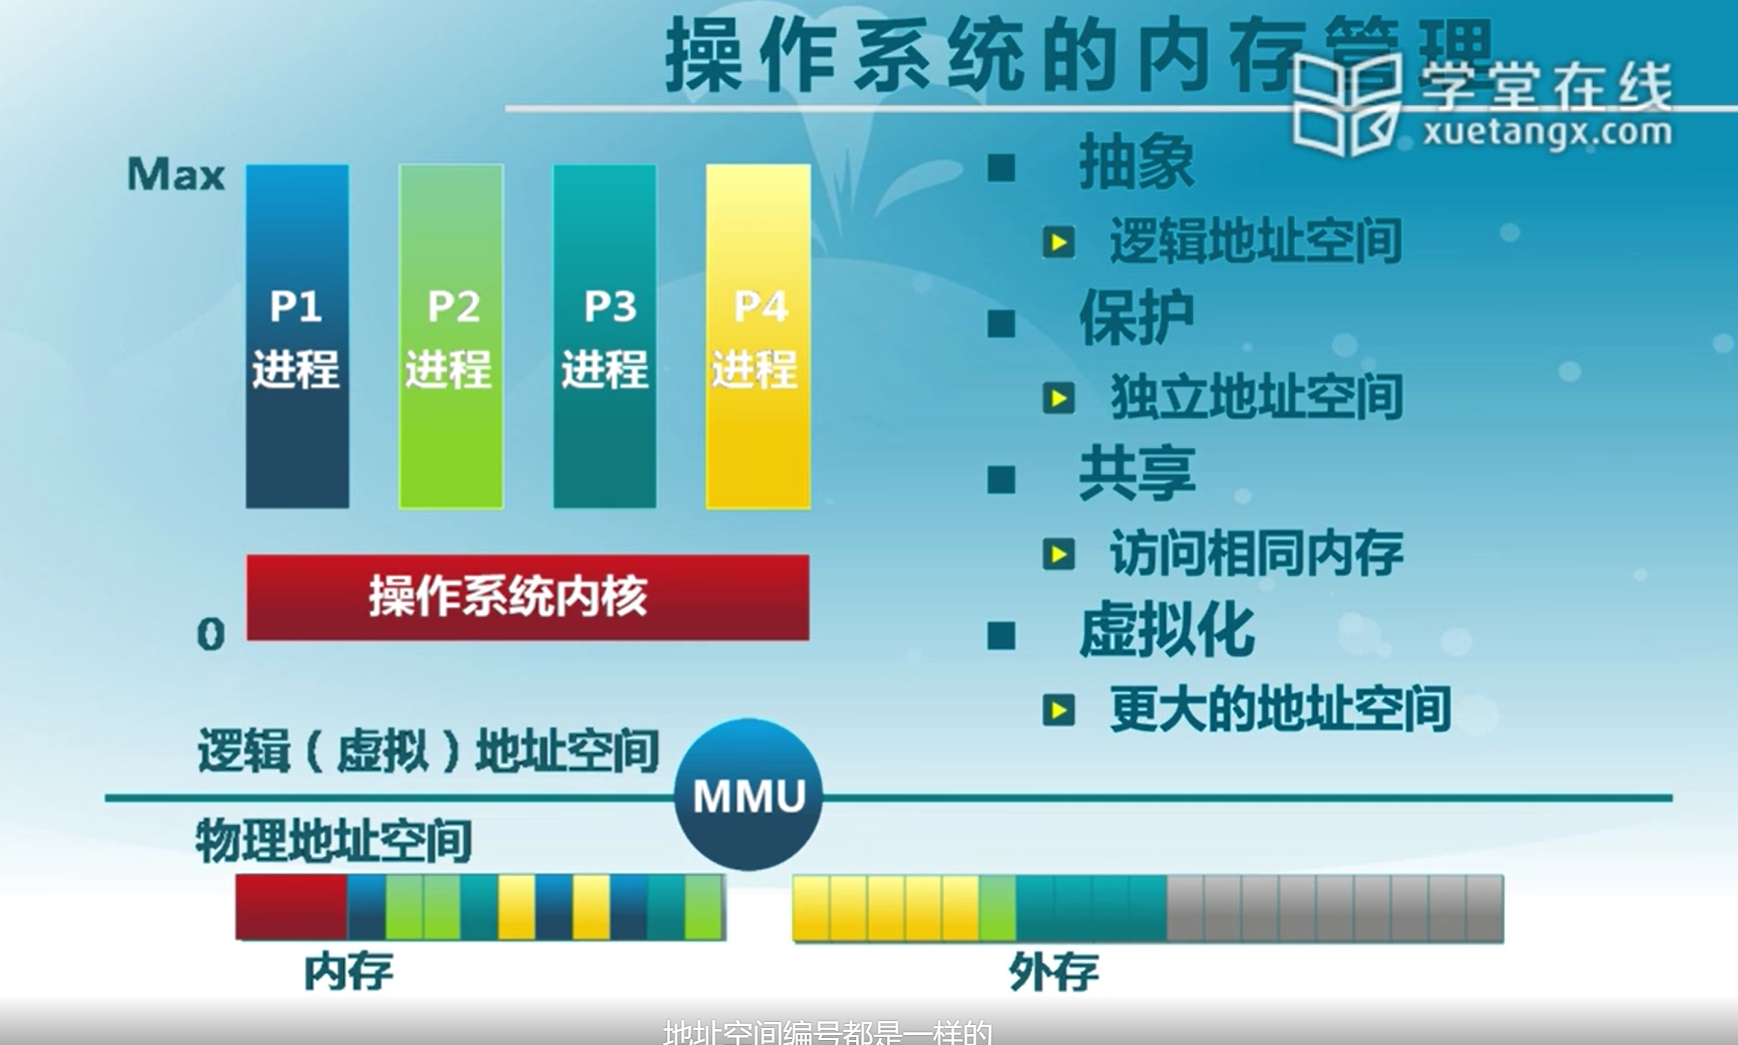 操作系统的内存管理
学堂在线
xuetangx.com
Max
P1
进程
P2
进程
P3
进程
P4
进程
操作系统内核
0
抽象
逻辑地址空间
保护
独立地址空间
共享
访问相同内存
虚拟化
更大的地址空间
逻辑（虚拟）地址空间
MMU
物理地址空间
内存
外存
地址空间编号都是一样的